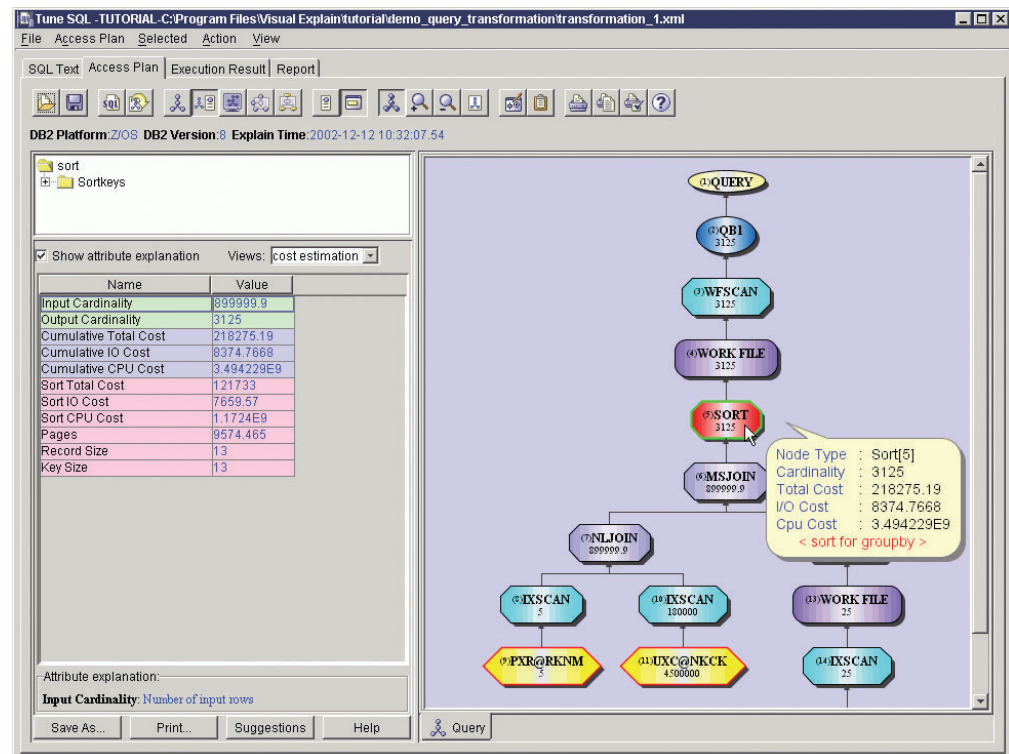 Tune SQL -TUTORIAL-C:\Program Files\Visual Explain\tutorial\demo_query_transformation\transformation_1.xml
File Access Plan Selected Action View
SQL Text Access Plan Execution Result Report
sql
DB2 Platform:Z/OS DB2 Version:8 Explain Time:2002-12-12 10:32:07.54
sort
Sortkeys
Show attribute explanation Views: cost estimation
Name Value
Input Cardinality 899999.9
Output Cardinality 3125
Cumulative Total Cost 218275.19
Cumulative IO Cost 8374.7668
Cumulative CPU Cost 3.494229E9
Sort Total Cost 121733
Sort IO Cost 7659.57
Sort CPU Cost 1.1724E9
Pages 9574.465
Record Size 13
Key Size 13
Attribute explanation:
Input Cardinality: Number of input rows
Save As... Print... Suggestions Help
(1)QUERY
(2)QB1
3125
(3)WFSCAN
3125
(4)WORK FILE
3125
(5)SORT
3125
Node Type : Sort[5]
Cardinality : 3125
Total Cost : 218275.19
I/O Cost : 8374.7668
Cpu Cost : 3.494229E9
< sort for groupby >
(6)MSJOIN
899999.9
(7)NLJOIN
899999.9
(8)IXSCAN
5
(10)IXSCAN
180000
(13)WORK FILE
25
(9)PXR@RKNM
5
(11)UXC@NKCK
4500000
(14)IXSCAN
25
Query